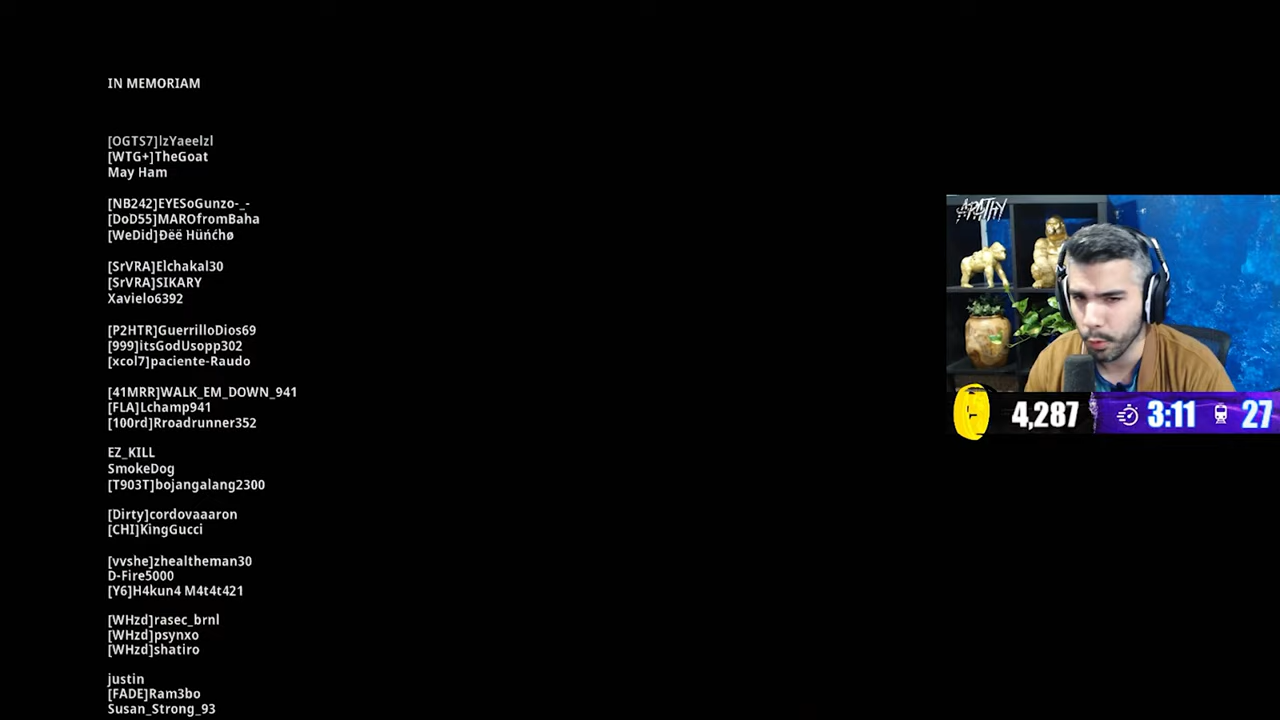 IN MEMORIAM
[OGTS7]lzYaeelzl
[WTG+]TheGoat
May Ham
[NB242]EYESoGunzo-_-
[DoD55]MAROfromBaha
[WeDid]Ðëë Hüńćhø
[SrVRA]Elchakal30
[SrVRA]SIKARY
Xavielo6392
[P2HTR]GuerrilloDios69
[999]itsGodUsopp302
[xcol7]paciente-Raudo
[41MRR]WALK_EM_DOWN_941
[FLA]Lchamp941
[100rd]Rroadrunner352
EZ_KILL
SmokeDog
[T903T]bojangalang2300
[Dirty]cordovaaaron
[CHI]KingGucci
[vvshe]zhealtheman30
D-Fire5000
[Y6]H4kun4 M4t4t421
[WHzd]rasec_brnl
[WHzd]psynxo
[WHzd]shatiro
justin
[FADE]Ram3bo
Susan_Strong_93
APATHY
4,287
3:11
27